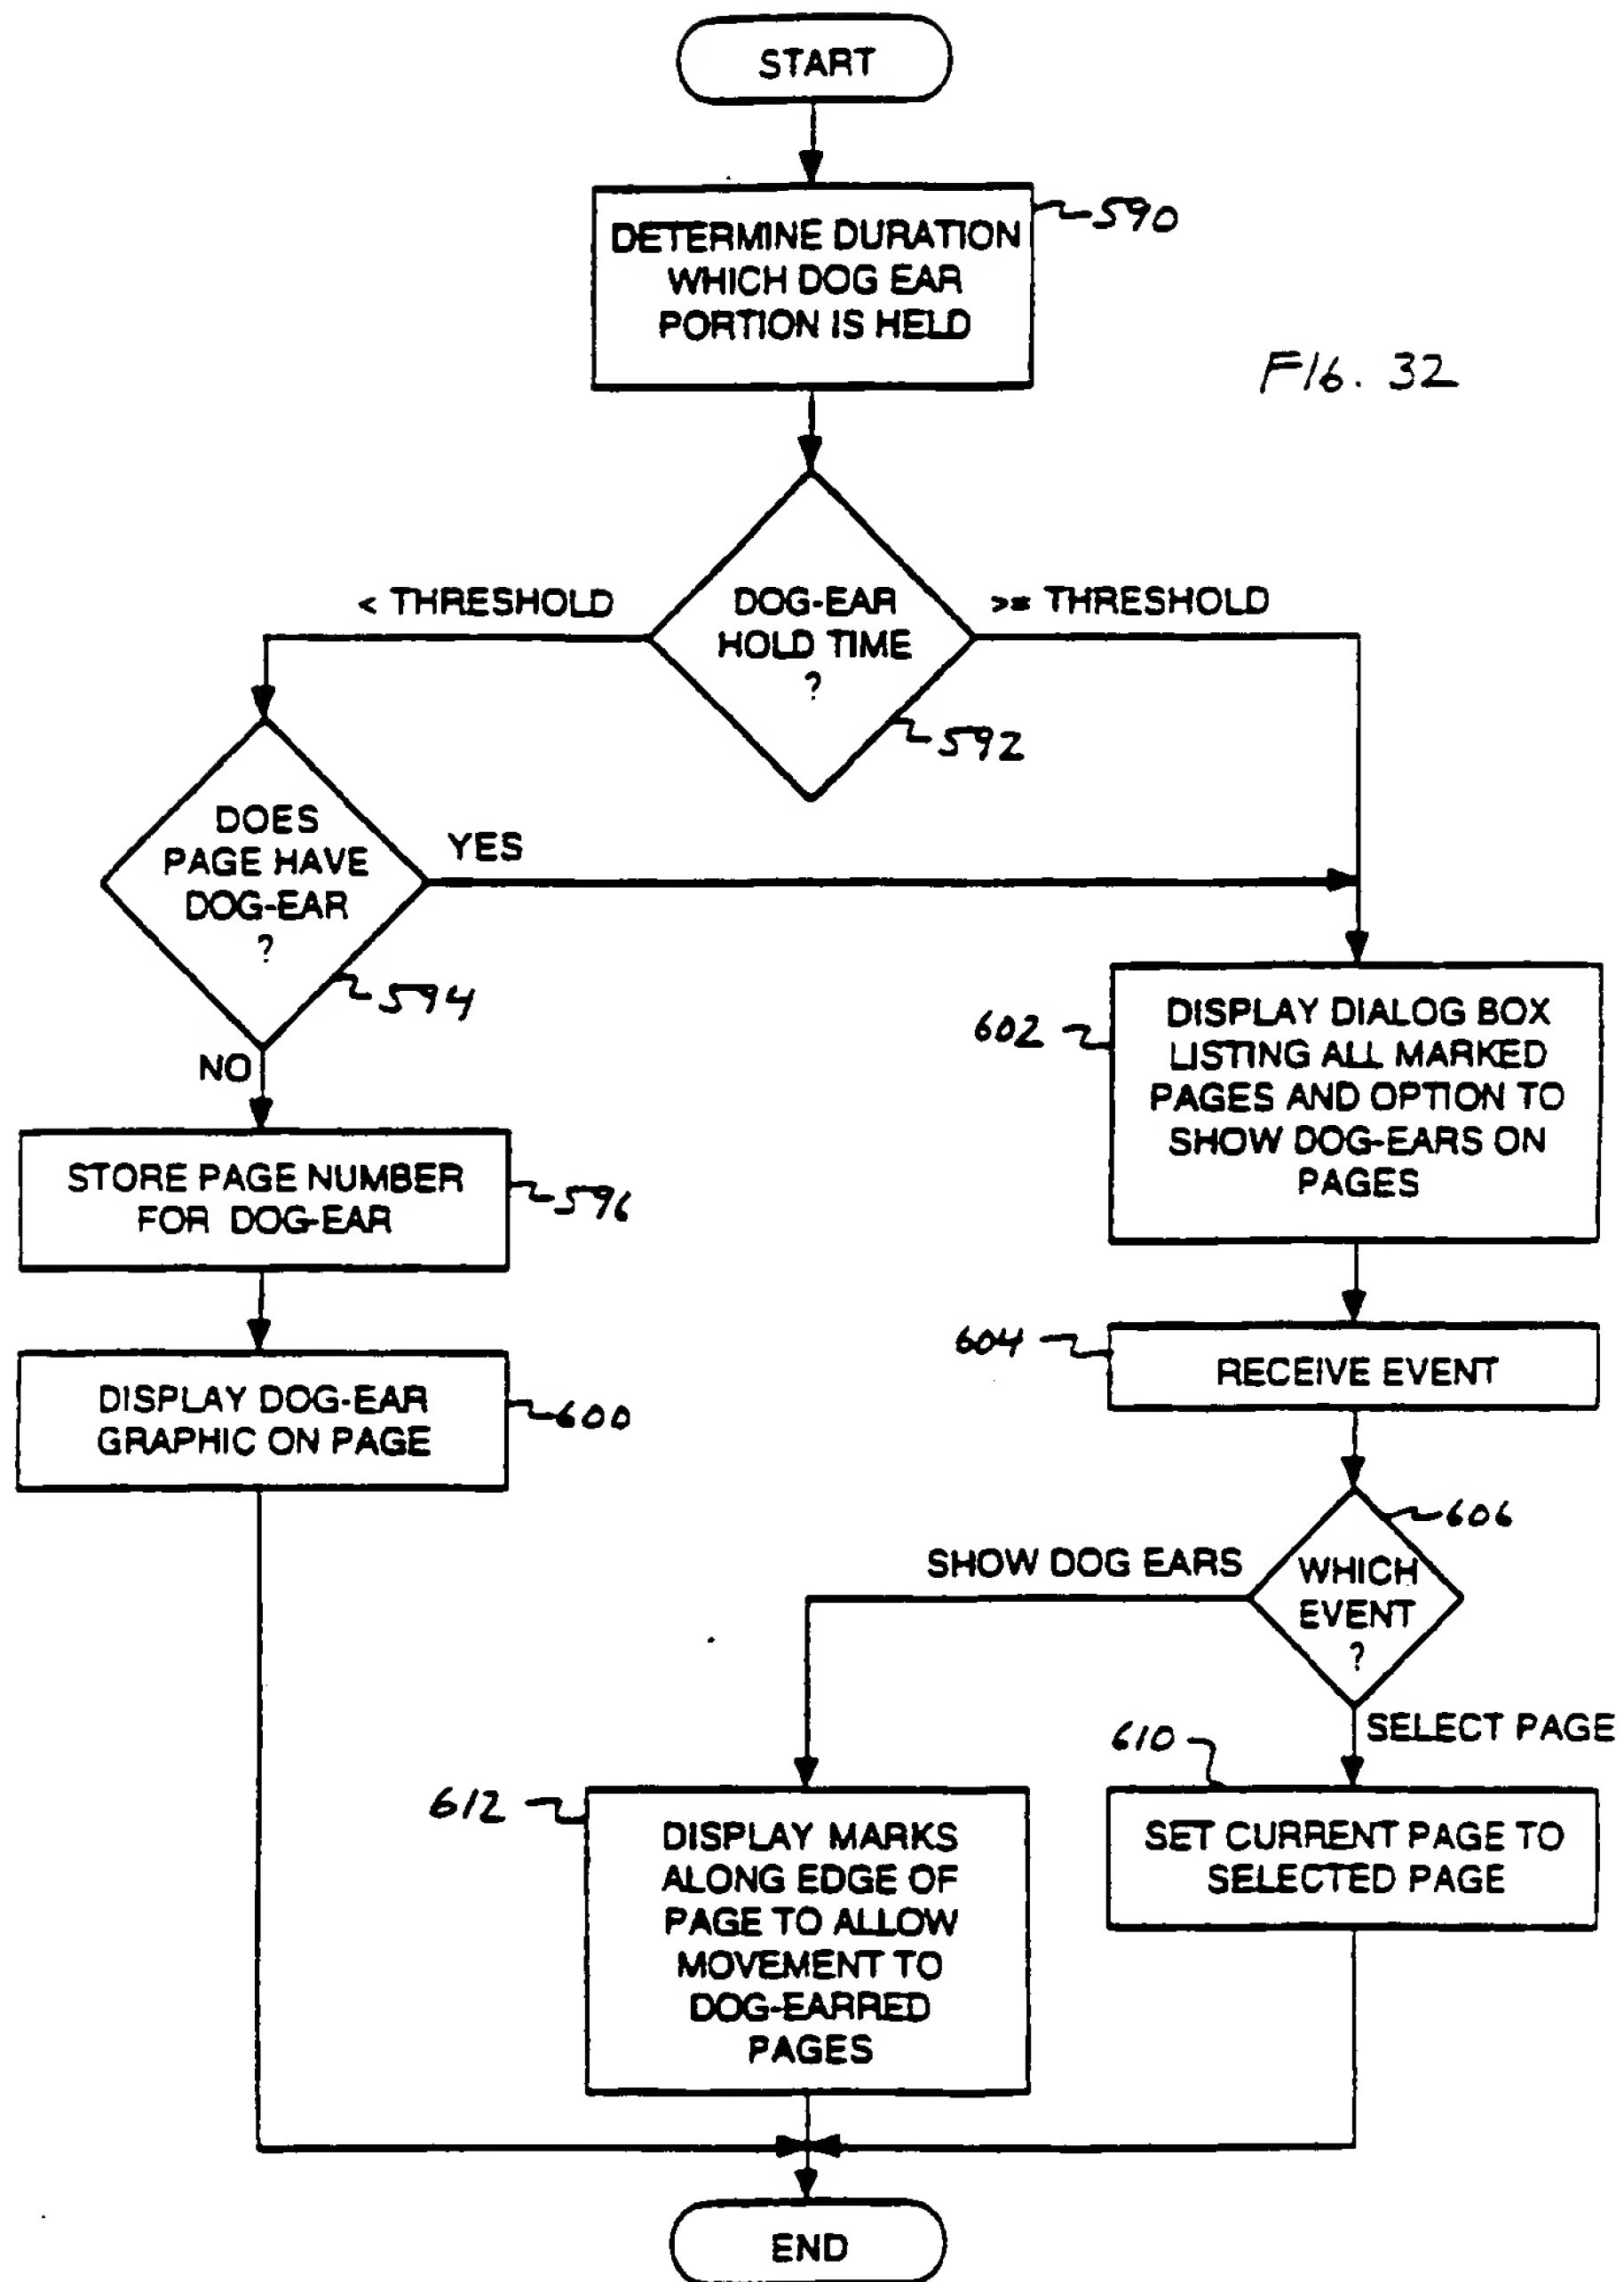 START
DETERMINE DURATION
WHICH DOG EAR
PORTION IS HELD
590
FIG. 32
< THRESHOLD
DOG-EAR
HOLD TIME
?
>= THRESHOLD
592
DOES
PAGE HAVE
DOG-EAR
?
YES
594
NO
STORE PAGE NUMBER
FOR DOG-EAR
596
DISPLAY DOG-EAR
GRAPHIC ON PAGE
600
602
DISPLAY DIALOG BOX
LISTING ALL MARKED
PAGES AND OPTION TO
SHOW DOG-EARS ON
PAGES
604
RECEIVE EVENT
606
SHOW DOG EARS
WHICH
EVENT
?
SELECT PAGE
610
SET CURRENT PAGE TO
SELECTED PAGE
612
DISPLAY MARKS
ALONG EDGE OF
PAGE TO ALLOW
MOVEMENT TO
DOG-EARRED
PAGES
END